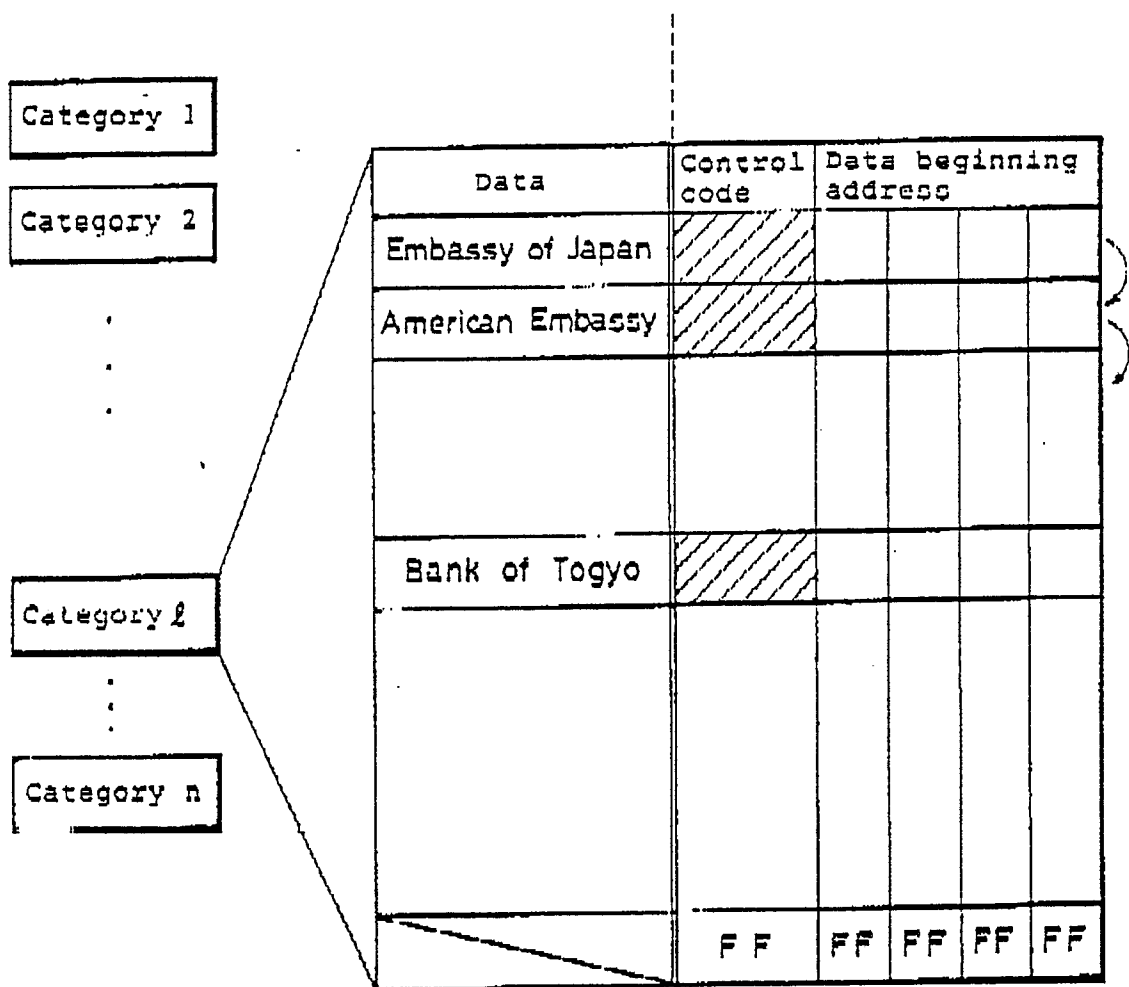 Category 1
Category 2
Category ℓ
Category n
Data
Control code
Data beginning address
Embassy of Japan
American Embassy
Bank of Togyo
FF FF FF FF FF